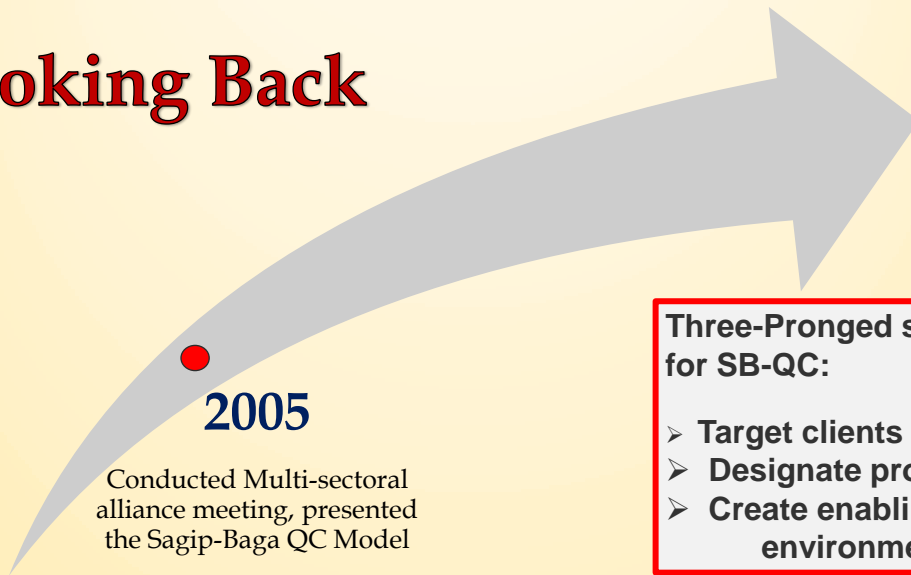 oking Back
2005
Conducted Multi-sectoral
alliance meeting, presented
the Sagip-Baga QC Model
Three-Pronged s
for SB-QC:
➢ Target clients
➢ Designate pro
➢ Create enabli
environme